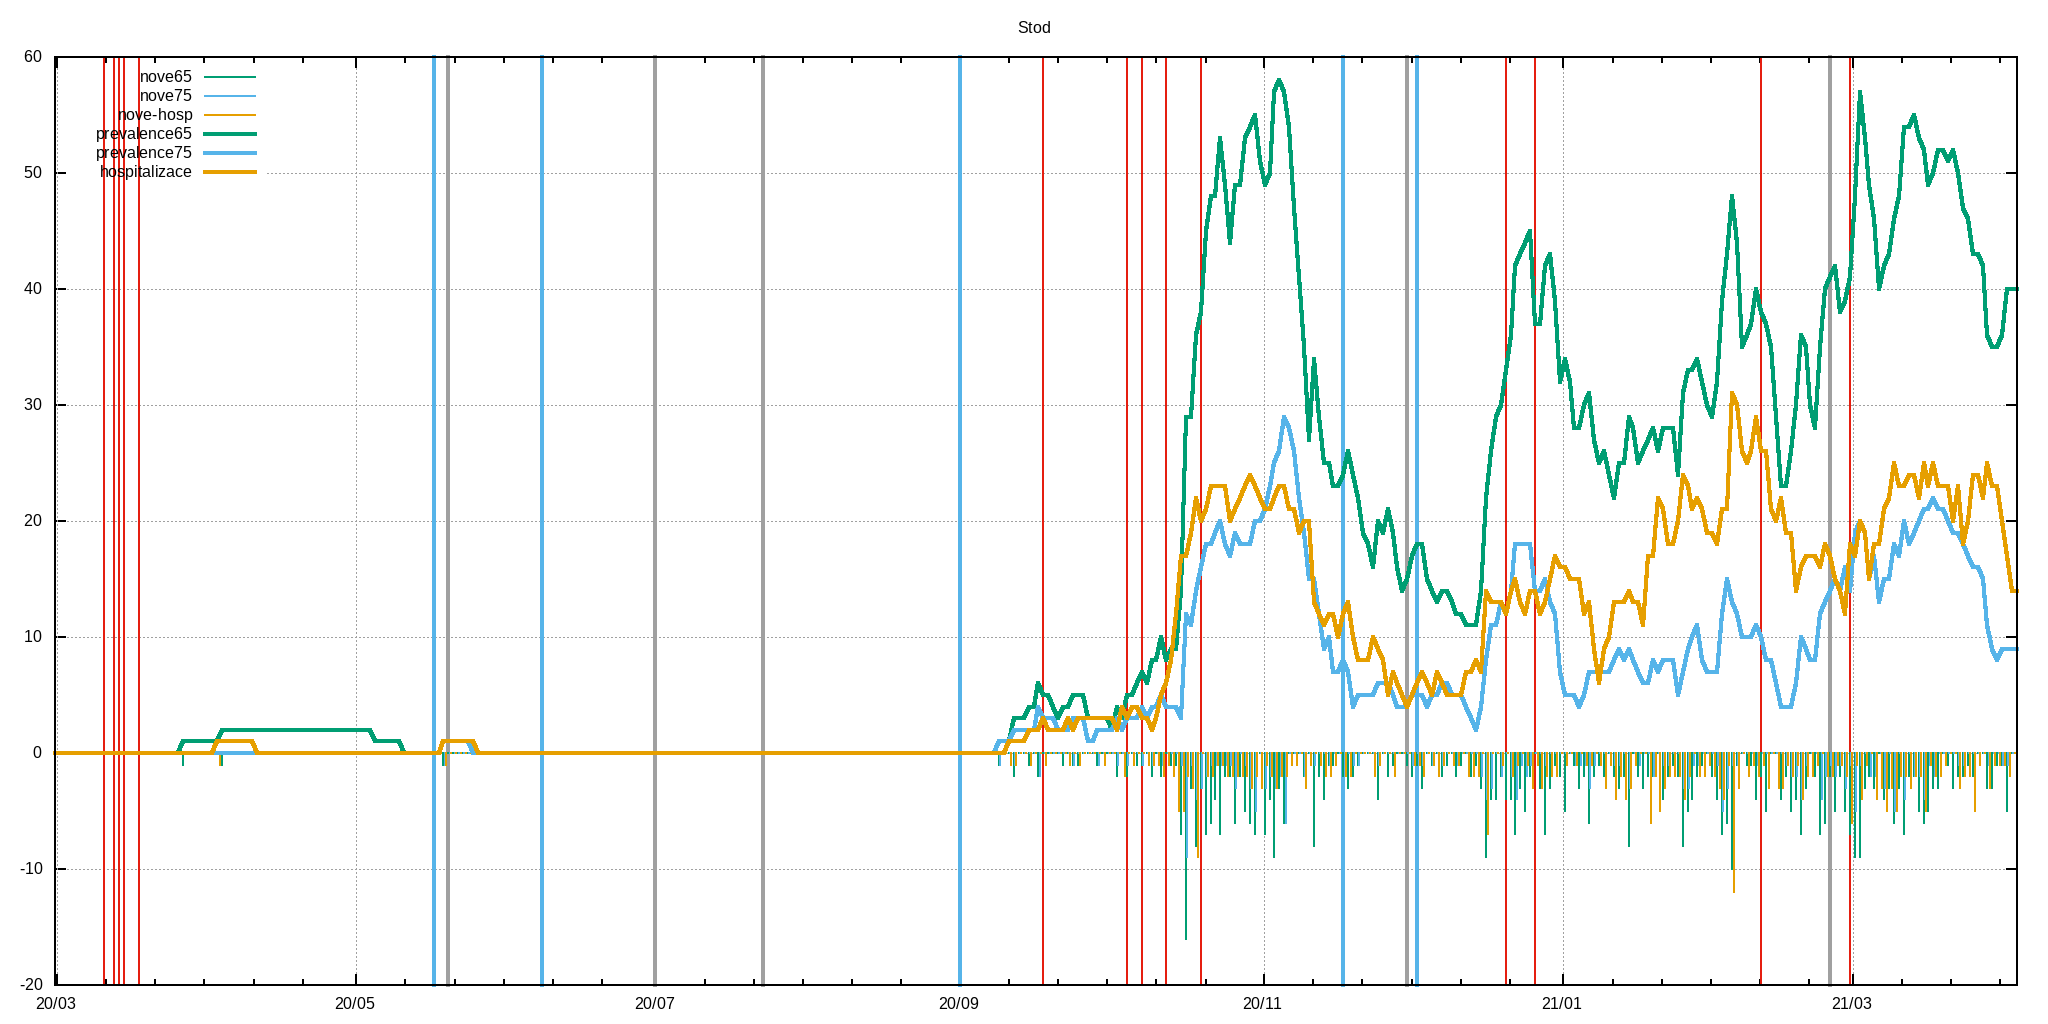 Stod
60
nove65
nove75
nove-hosp
prevalence65
prevalence75
hospitalizace
50
40
30
20
10
0
-10
-20
20/03 20/05 20/07 20/09 20/11 21/01 21/03